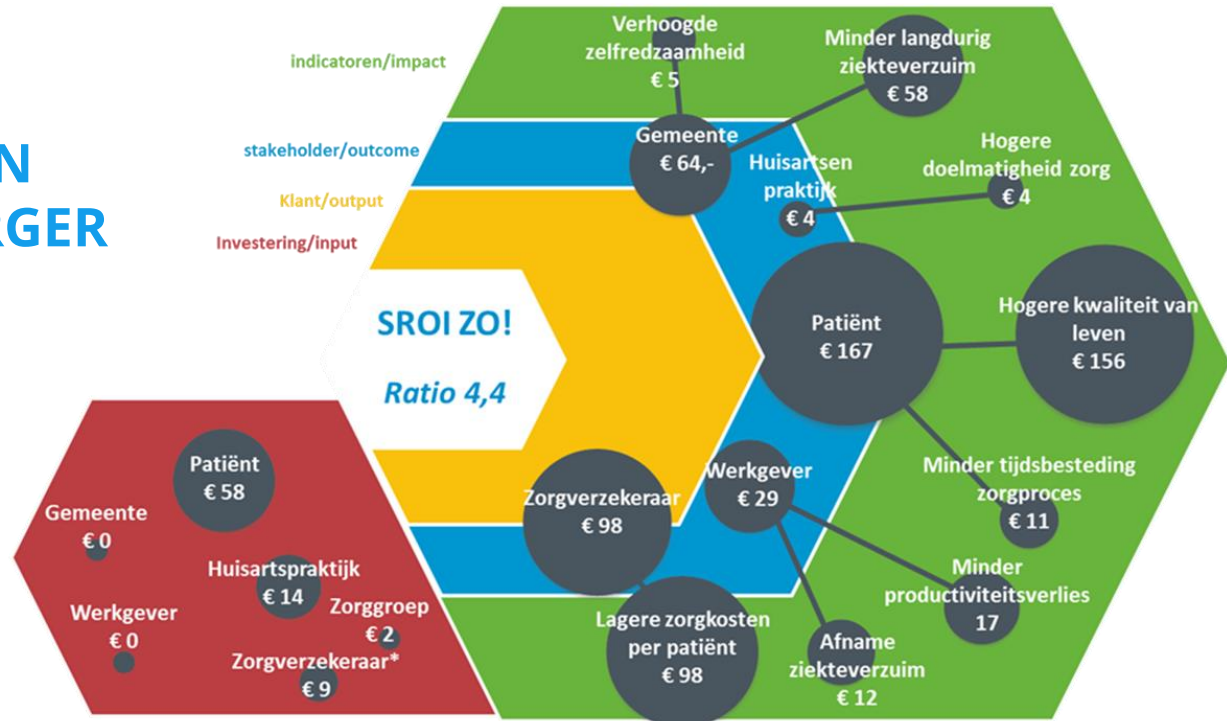 N
RGER
indicatoren/impact
stakeholder/outcome
Klant/output
Investering/input
Verhoogde
zelfredzaamheid
€ 5
Minder langdurig
ziekteverzuim
€ 58
Gemeente
€ 64,-
Huisartsen
praktijk
€ 4
Hogere
doelmatigheid zorg
€ 4
SROI ZO!
Ratio 4,4
Patiënt
€ 167
Hogere kwaliteit van
leven
€ 156
Zorgverzekeraar
€ 98
Werkgever
€ 29
Minder tijdsbesteding
zorgproces
€ 11
Minder
productiviteitsverlies
17
Lagere zorgkosten
per patiënt
€ 98
Afname
ziekteverzuim
€ 12
Patiënt
€ 58
Gemeente
€ 0
Huisartspraktijk
€ 14
Werkgever
€ 0
Zorggroep
€ 2
Zorgverzekeraar*
€ 9